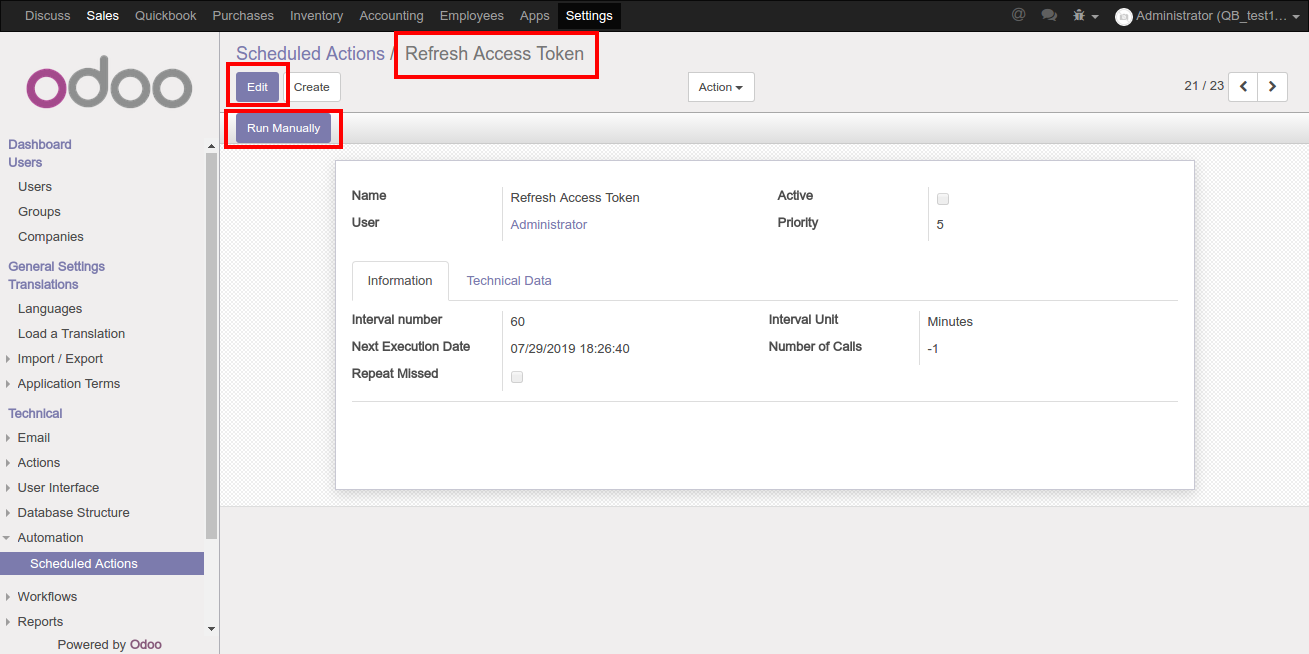 Discuss Sales Quickbook Purchases Inventory Accounting Employees Apps Settings @ Administrator (QB_test1...
odoo
Scheduled Actions / Refresh Access Token
Edit Create Action 21 / 23
Run Manually
Dashboard
Users
Users
Groups
Companies
General Settings
Translations
Languages
Load a Translation
Import / Export
Application Terms
Technical
Email
Actions
User Interface
Database Structure
Automation
Scheduled Actions
Workflows
Reports
Powered by Odoo
Name Refresh Access Token Active
User Administrator Priority 5
Information Technical Data
Interval number 60 Interval Unit Minutes
Next Execution Date 07/29/2019 18:26:40 Number of Calls -1
Repeat Missed